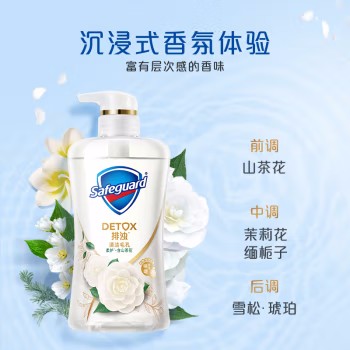 沉浸式香氛体验
富有层次感的香味
Safeguard
DETOX
排浊
前调
山茶花
中调
茉莉花
缅栀子
后调
雪松·琥珀